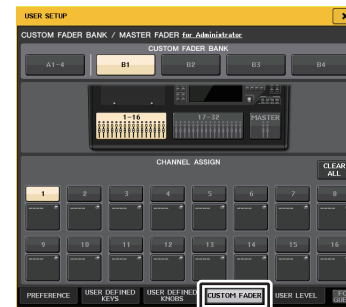 USER SETUP
CUSTOM FADER BANK / MASTER FADER for Administrator
CUSTOM FADER BANK
A1-4 B1 B2 B3 B4
1-16 17-32 MASTER
CHANNEL ASSIGN
CLEAR ALL
1 2 3 4 5 6 7 8
---- ---- ---- ---- ---- ---- ---- ----
9 10 11 12 13 14 15 16
---- ---- ---- ---- ---- ---- ---- ----
PREFERENCE USER DEFINED KEYS USER DEFINED KNOBS CUSTOM FADER USER LEVEL